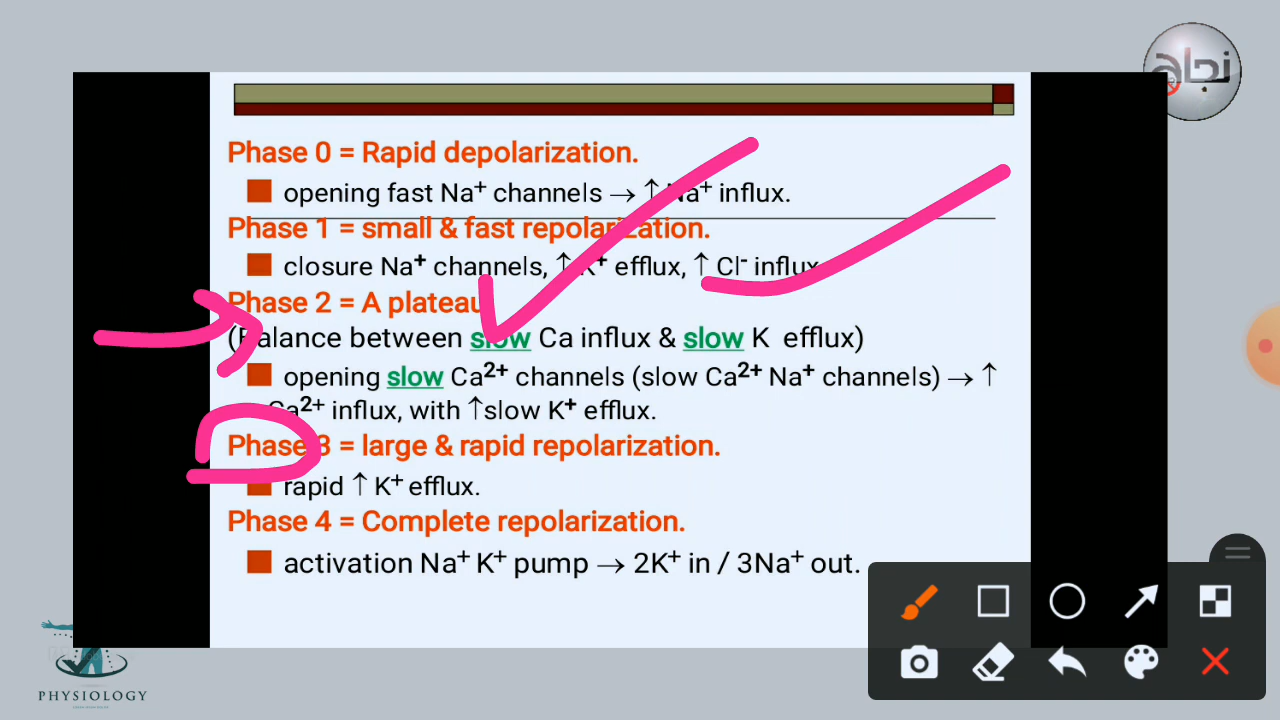 نجابي
Phase 0 = Rapid depolarization.
opening fast Na⁺ channels → ↑ Na⁺ influx.
Phase 1 = small & fast repolarization.
closure Na⁺ channels, ↑ K⁺ efflux, ↑ Cl⁻ influx
Phase 2 = A plateau
(Balance between slow Ca influx & slow K efflux)
opening slow Ca²⁺ channels (slow Ca²⁺ Na⁺ channels) → ↑
Ca²⁺ influx, with ↑slow K⁺ efflux.
Phase 3 = large & rapid repolarization.
rapid ↑ K⁺ efflux.
Phase 4 = Complete repolarization.
activation Na⁺ K⁺ pump → 2K⁺ in / 3Na⁺ out.
PHYSIOLOGY